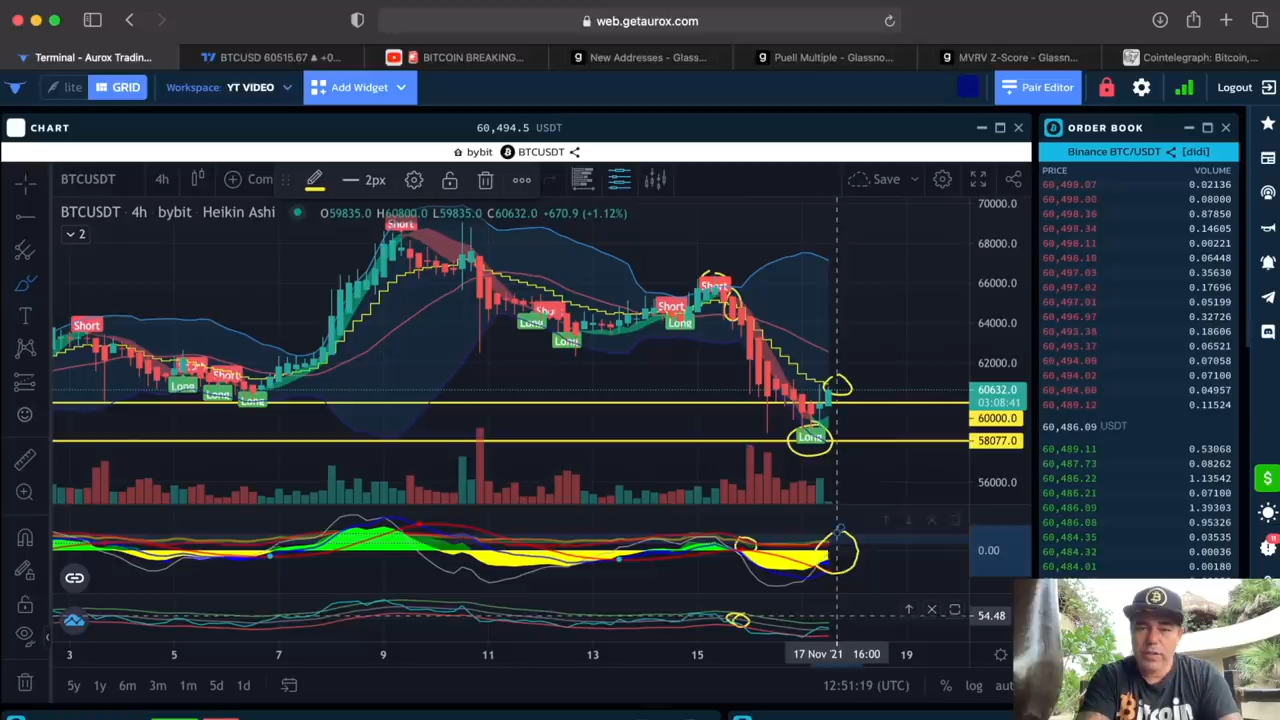 web.getaurox.com
Terminal - Aurox Tradin...
BTCUSD 60515.67 ▲ +0...
BITCOIN BREAKING...
New Addresses - Glass...
Puell Multiple - Glassno...
MVRV Z-Score - Glassn...
Cointelegraph: Bitcoin,...
lite
GRID
Workspace: YT VIDEO
Add Widget
Pair Editor
Logout
CHART
60,494.5 USDT
ORDER BOOK
bybit BTCUSDT
Binance BTC/USDT [didi]
BTCUSDT 4h Com 2px Save
BTCUSDT · 4h · bybit · Heikin Ashi
O59835.0 H60800.0 L59835.0 C60632.0 +670.9 (+1.12%)
2
Short
Short
Short
Short
Short
Long
Long
Long
Long
Long
Long
Long
70000.0
68000.0
66000.0
64000.0
62000.0
60632.0
03:08:41
60000.0
58077.0
56000.0
0.00
54.48
3 5 7 9 11 13 15 17 Nov '21 16:00 19
5y 1y 6m 3m 1m 5d 1d
12:51:19 (UTC) % log aut
PRICE VOLUME
60,498.07 0.02136
60,498.00 0.08000
60,498.36 0.87850
60,498.34 0.14605
60,498.11 0.00221
60,498.10 0.06448
60,497.03 0.35630
60,497.02 0.17696
60,497.01 0.05199
60,496.97 0.32726
60,495.37 0.06521
60,494.02 0.07100
60,494.00 0.04957
60,489.12 0.11524
60,486.09 USDT
60,489.11 0.53068
60,487.73 0.08262
60,486.22 1.13542
60,486.21 0.07100
60,486.09 1.39303
60,486.08 0.95326
60,484.35 0.03535
60,484.32 0.00036
60,484.01 0.00180
11
Bitcoin